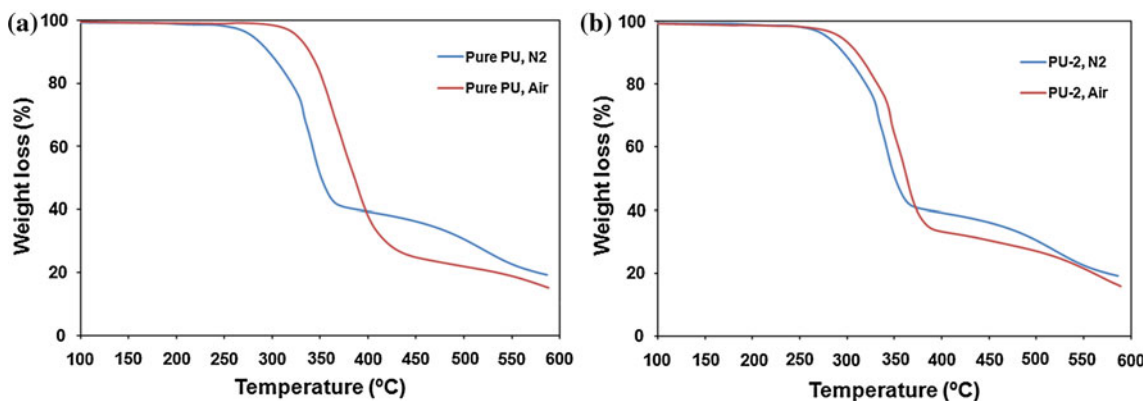 (a)
100
80
60
40
20
0
Weight loss (%)
Pure PU, N2
Pure PU, Air
100 150 200 250 300 350 400 450 500 550 600
Temperature (ºC)
(b)
100
80
60
40
20
0
Weight loss (%)
PU-2, N2
PU-2, Air
100 150 200 250 300 350 400 450 500 550 600
Temperature (ºC)